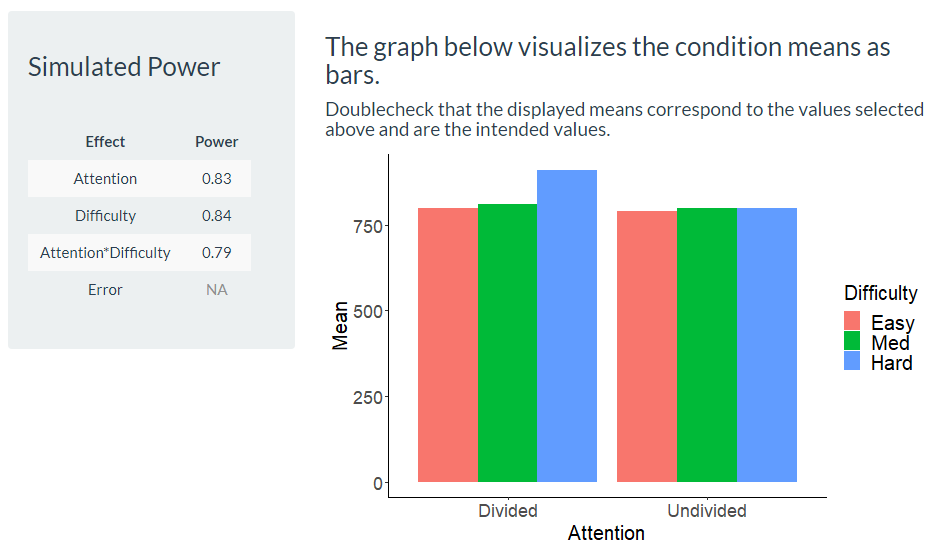 Simulated Power
Effect Power
Attention 0.83
Difficulty 0.84
Attention*Difficulty 0.79
Error NA
The graph below visualizes the condition means as
bars.
Doublecheck that the displayed means correspond to the values selected
above and are the intended values.
Mean
750
500
250
0
Divided Undivided
Attention
Difficulty
Easy
Med
Hard